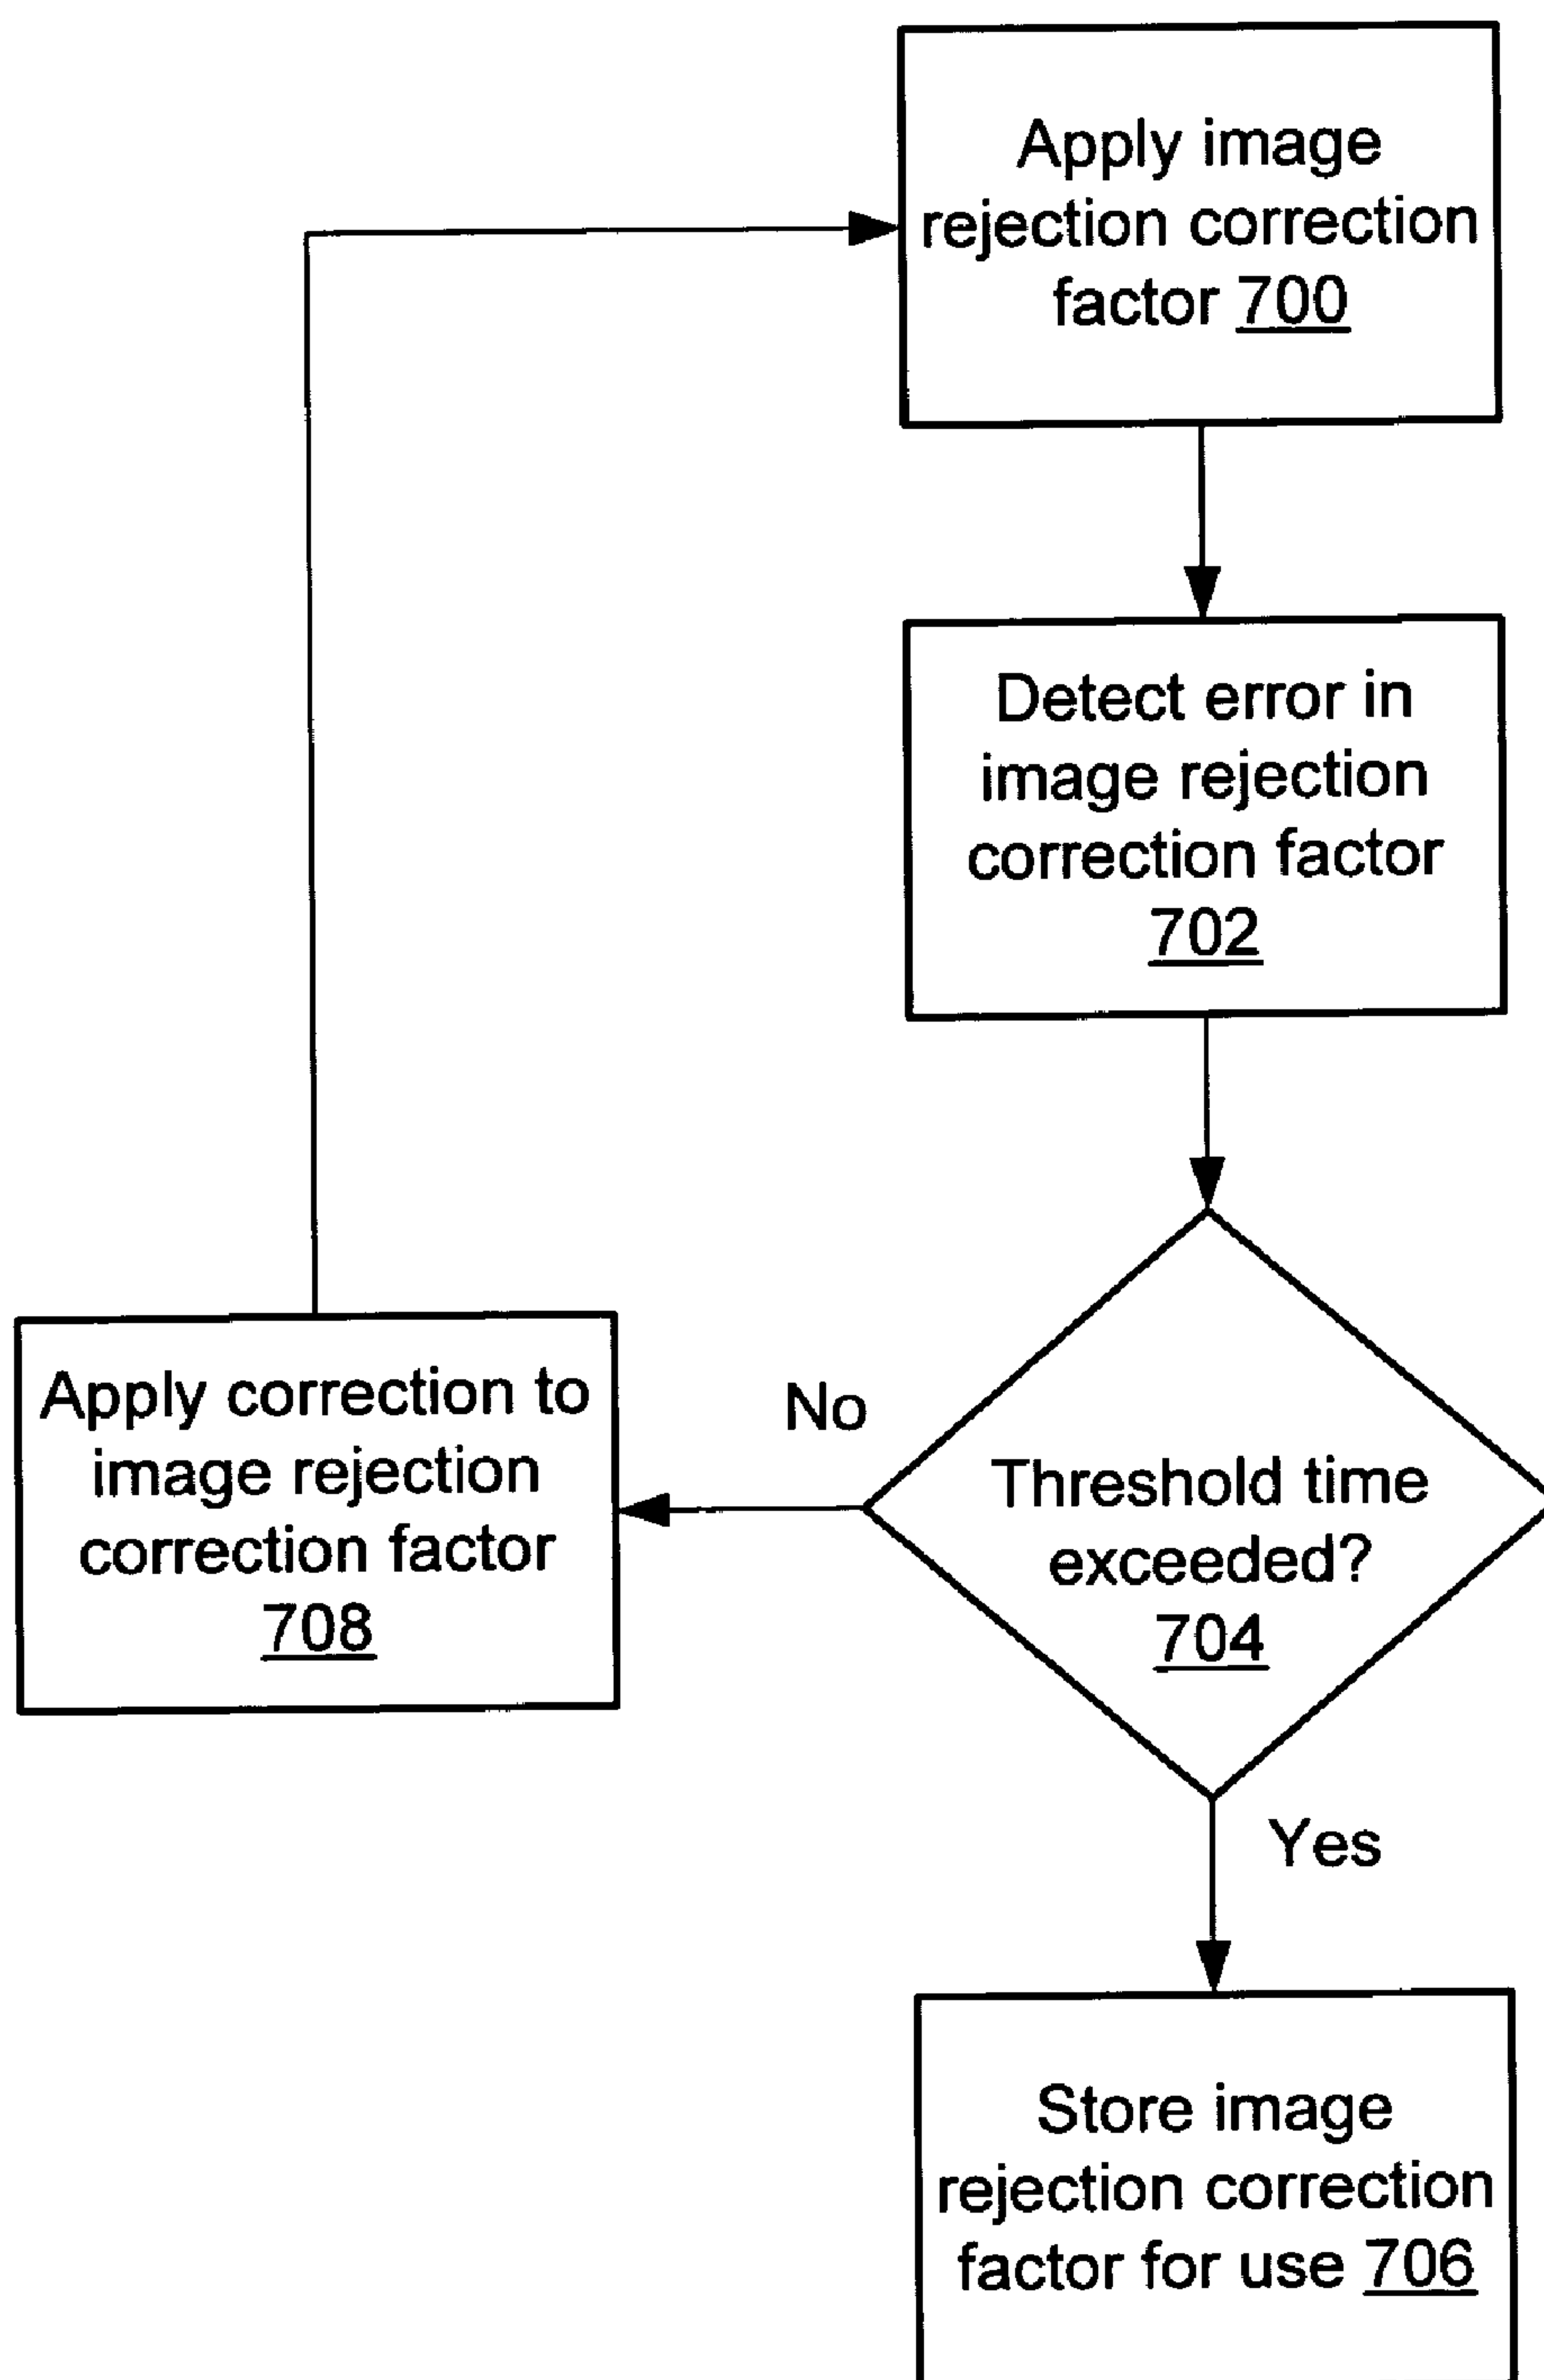 Apply image
rejection correction
factor 700
Detect error in
image rejection
correction factor
702
Threshold time
exceeded?
704
No
Apply correction to
image rejection
correction factor
708
Yes
Store image
rejection correction
factor for use 706